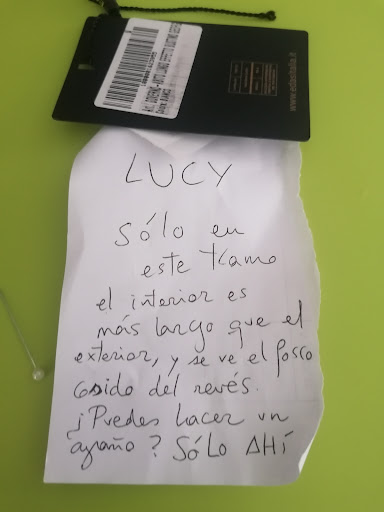 LUCY
Sólo en
este tramo
el interior es
más largo que el
exterior, y se ve el fosco
cosido del revés.
¿Puedes hacer un
apaño? SÓLO AHÍ